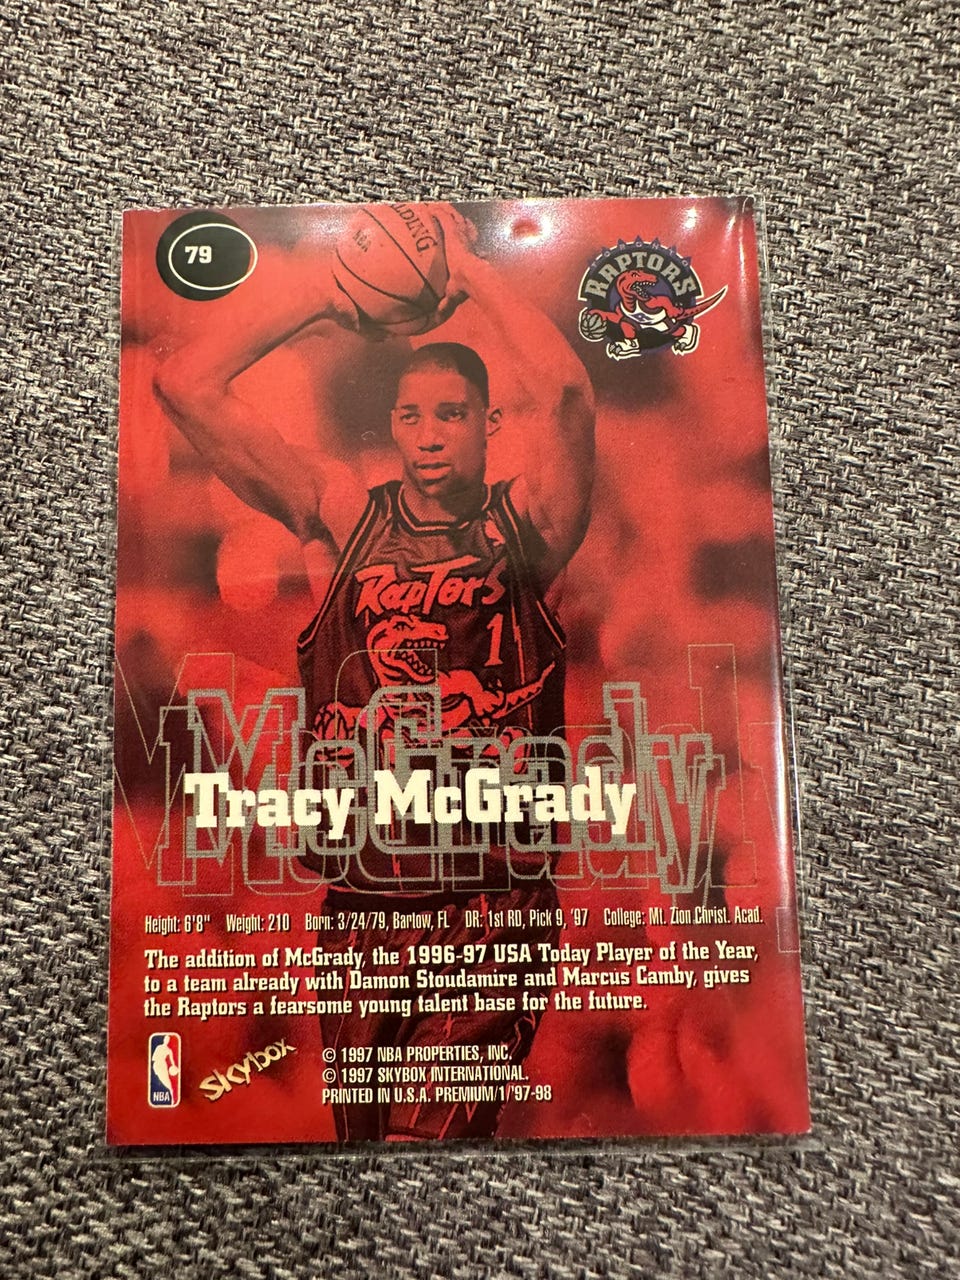 79
SPALDING
NBA
RAPTORS
RapTors
1
McGrady
Tracy McGrady
Height: 6'8" Weight: 210 Born: 3/24/79, Barlow, FL DR: 1st RD, Pick 9, '97 College: Mt. Zion Christ. Acad.
The addition of McGrady, the 1996-97 USA Today Player of the Year,
to a team already with Damon Stoudamire and Marcus Camby, gives
the Raptors a fearsome young talent base for the future.
NBA
Skybox
© 1997 NBA PROPERTIES, INC.
© 1997 SKYBOX INTERNATIONAL.
PRINTED IN U.S.A. PREMIUM/1/'97-98